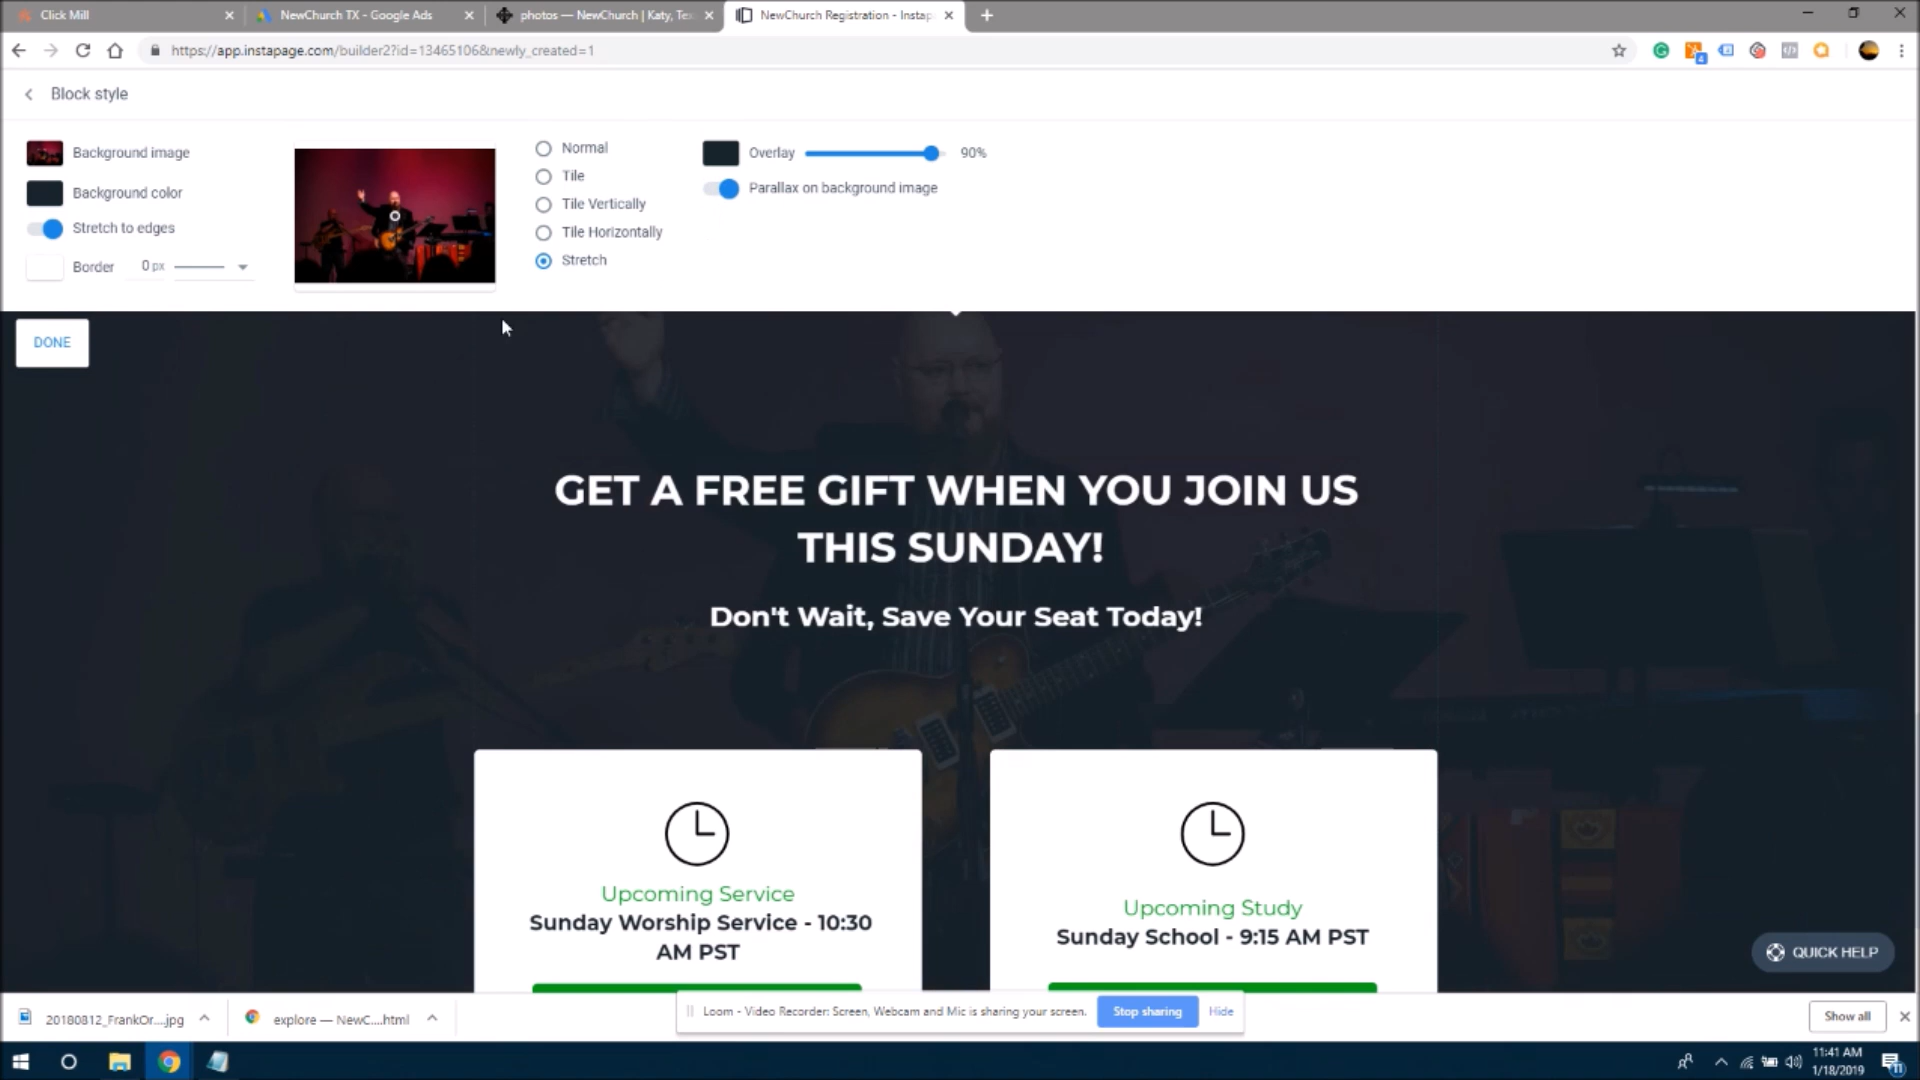 Click Mill
NewChurch TX - Google Ads
photos — NewChurch | Katy, Tex
NewChurch Registration - Instap
https://app.instapage.com/builder2?id=13465106&newly_created=1
4
Block style
Background image
Background color
Stretch to edges
Border 0 px
Normal
Tile
Tile Vertically
Tile Horizontally
Stretch
Overlay 90%
Parallax on background image
DONE
GET A FREE GIFT WHEN YOU JOIN US
THIS SUNDAY!
Don't Wait, Save Your Seat Today!
Upcoming Service
Sunday Worship Service - 10:30
AM PST
Upcoming Study
Sunday School - 9:15 AM PST
QUICK HELP
20180812_FrankOr....jpg
explore — NewC....html
Loom - Video Recorder: Screen, Webcam and Mic is sharing your screen.
Stop sharing
Hide
Show all
11:41 AM
1/18/2019
11